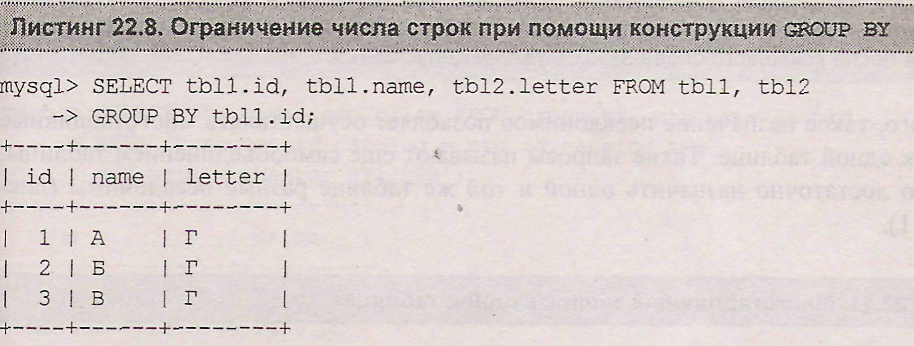 Листинг 22.8. Ограничение числа строк при помощи конструкции GROUP BY
mysql> SELECT tbl1.id, tbl1.name, tbl2.letter FROM tbl1, tbl2
-> GROUP BY tbl1.id;
+----+------+--------+
| id | name | letter |
+----+------+--------+
| 1 | А | Г |
| 2 | Б | Г |
| 3 | В | Г |
+----+------+--------+